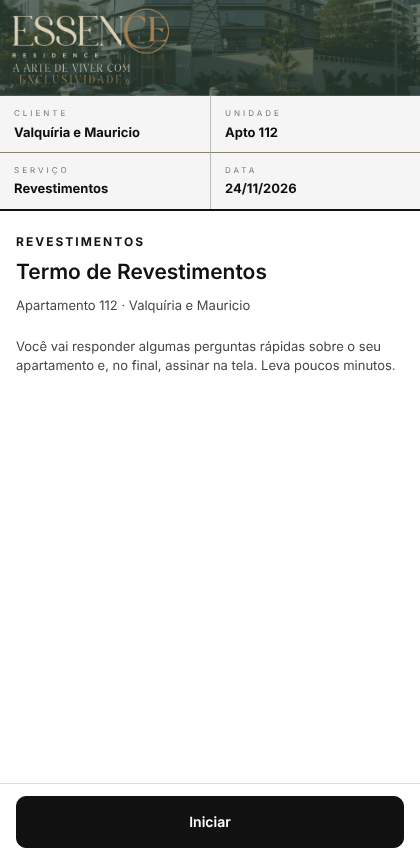 ESSENCE
RESIDENCE
A ARTE DE VIVER COM
EXCLUSIVIDADE
CLIENTE
Valquíria e Mauricio
UNIDADE
Apto 112
SERVIÇO
Revestimentos
DATA
24/11/2026
REVESTIMENTOS
Termo de Revestimentos
Apartamento 112 · Valquíria e Mauricio
Você vai responder algumas perguntas rápidas sobre o seu
apartamento e, no final, assinar na tela. Leva poucos minutos.
Iniciar